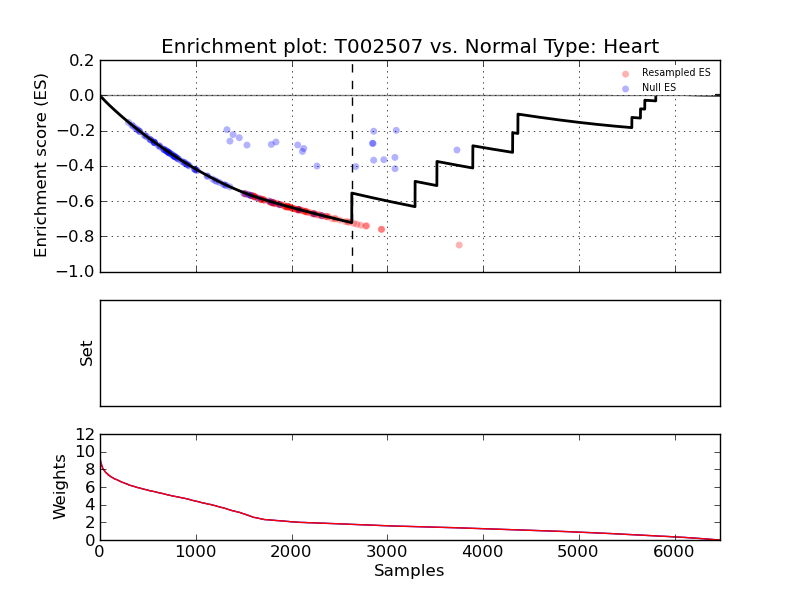 Enrichment plot: T002507 vs. Normal Type: Heart
Resampled ES
Null ES
Enrichment score (ES)
0.2
0.0
−0.2
−0.4
−0.6
−0.8
−1.0
Set
Weights
12
10
8
6
4
2
0
0 1000 2000 3000 4000 5000 6000
Samples